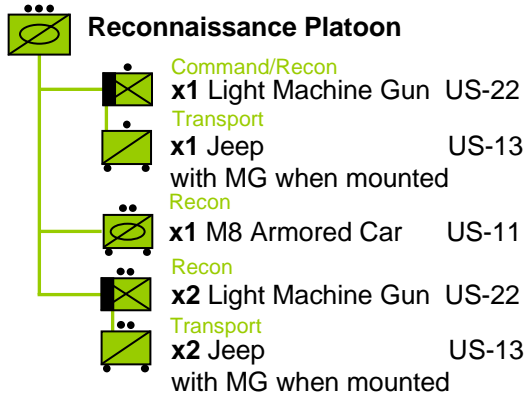 Reconnaissance Platoon
Command/Recon
x1 Light Machine Gun US-22
Transport
x1 Jeep US-13
with MG when mounted
Recon
x1 M8 Armored Car US-11
Recon
x2 Light Machine Gun US-22
Transport
x2 Jeep US-13
with MG when mounted